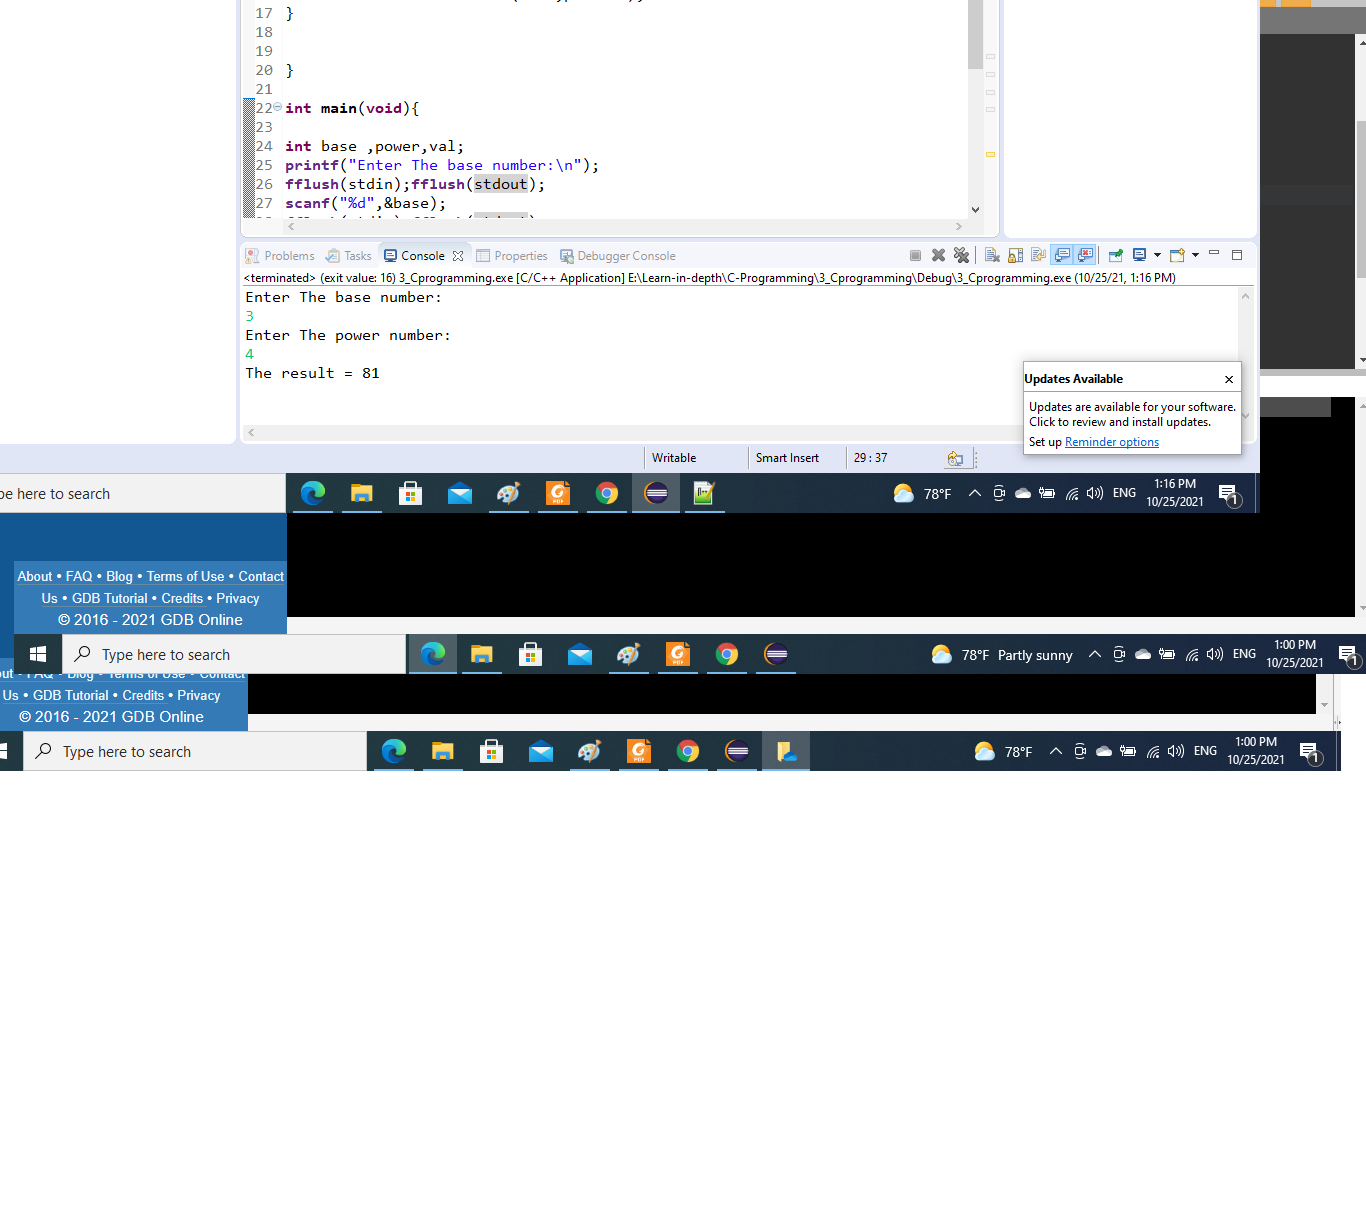 17 }
18
19
20 }
21
22 int main(void){
23
24 int base ,power,val;
25 printf("Enter The base number:\n");
26 fflush(stdin);fflush(stdout);
27 scanf("%d",&base);
Problems Tasks Console Properties Debugger Console
<terminated> (exit value: 16) 3_Cprogramming.exe [C/C++ Application] E:\Learn-in-depth\C-Programming\3_Cprogramming\Debug\3_Cprogramming.exe (10/25/21, 1:16 PM)
Enter The base number:
3
Enter The power number:
4
The result = 81
Updates Available
Updates are available for your software.
Click to review and install updates.
Set up Reminder options
Writable Smart Insert 29 : 37
pe here to search 78°F ENG 1:16 PM
10/25/2021 1
About • FAQ • Blog • Terms of Use • Contact
Us • GDB Tutorial • Credits • Privacy
© 2016 - 2021 GDB Online
Type here to search 78°F Partly sunny ENG 1:00 PM
10/25/2021 1
Us • GDB Tutorial • Credits • Privacy
© 2016 - 2021 GDB Online
Type here to search 78°F ENG 1:00 PM
10/25/2021 1